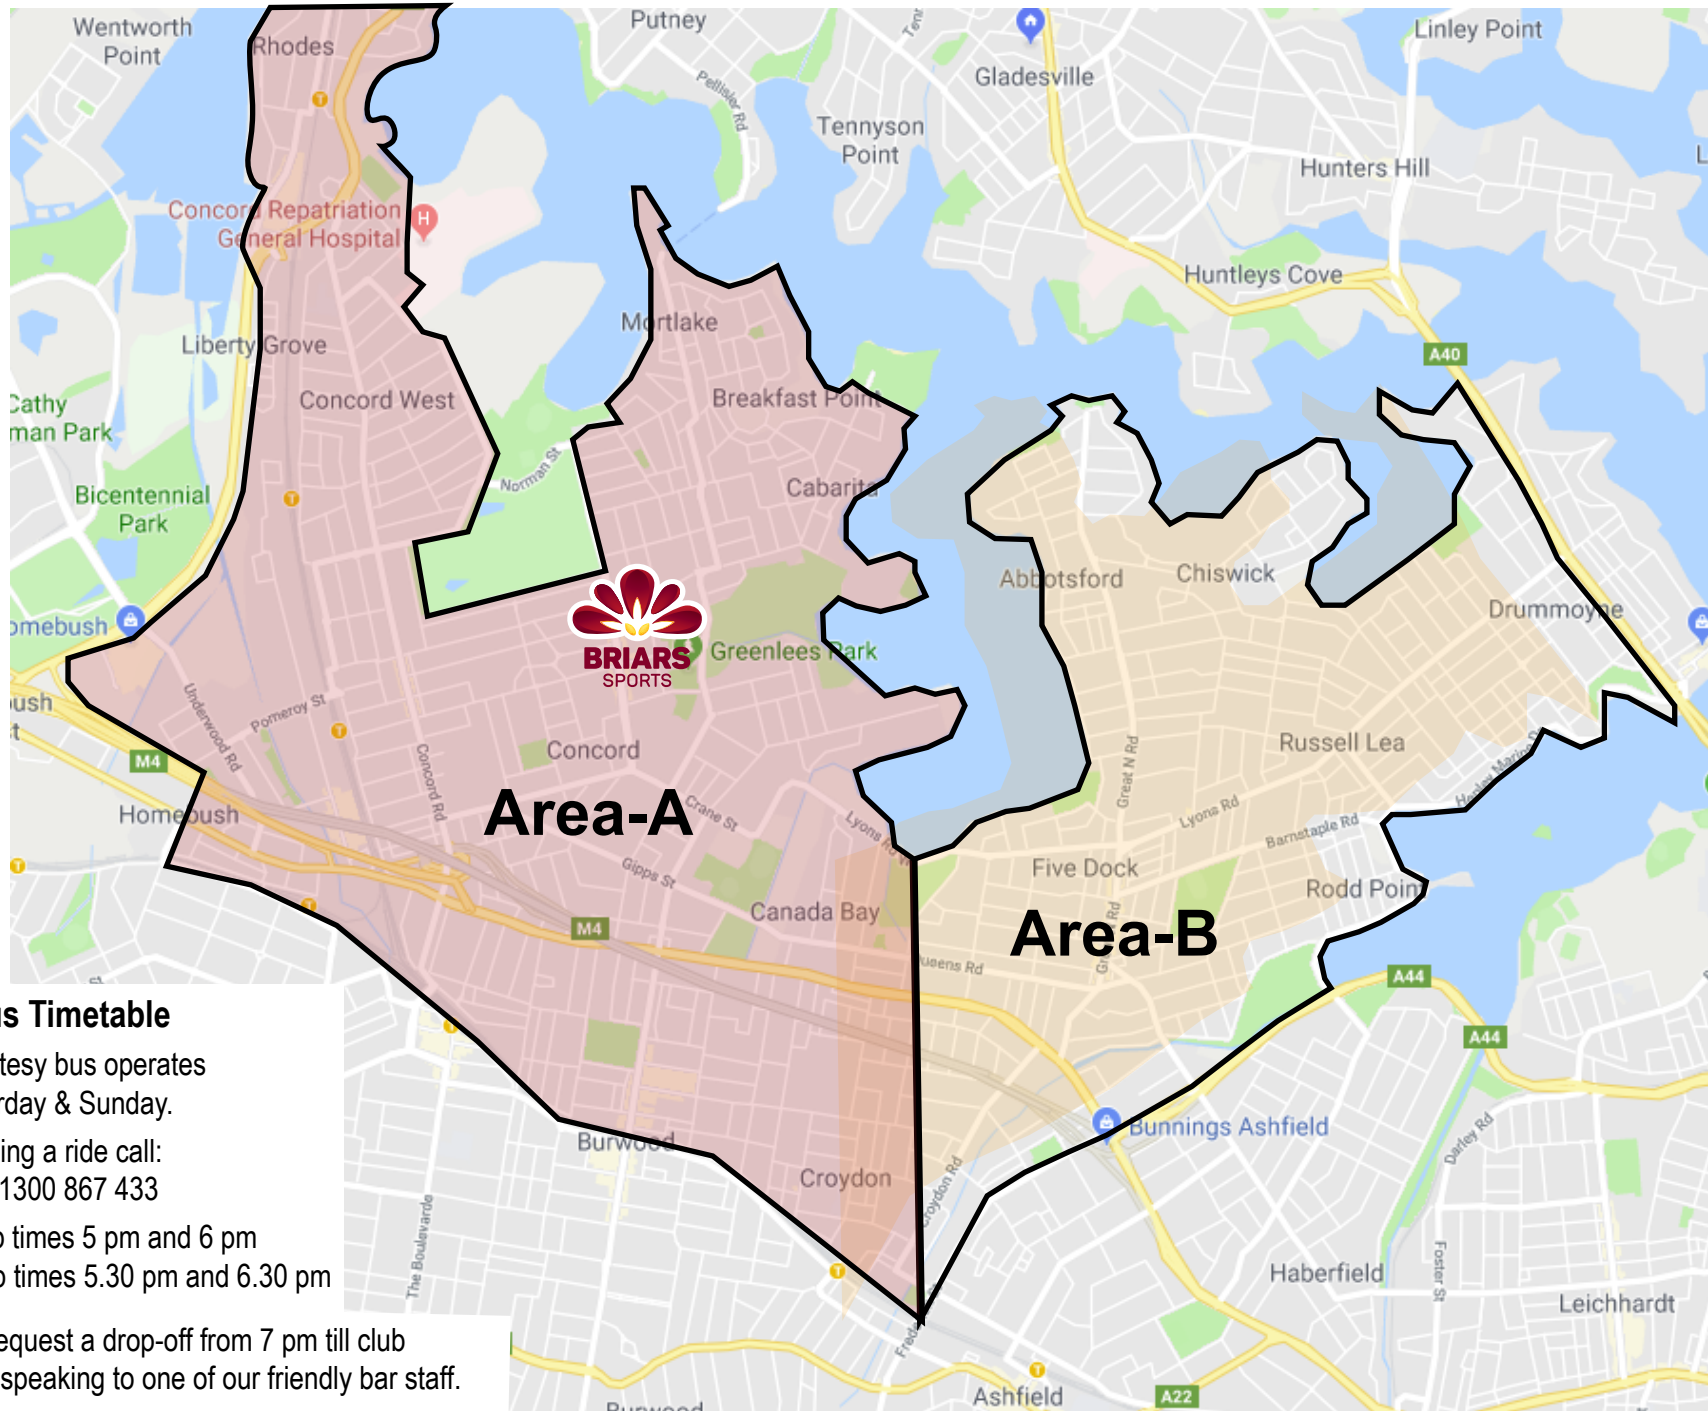 Wentworth
Point
Rhodes
Putney
Pellisier Rd
Gladesville
Linley Point
Tennyson
Point
Hunters Hill
Concord Repatriation
General Hospital
H
Huntleys Cove
Mortlake
Liberty Grove
A40
Concord West
Breakfast Point
Cathy
man Park
Norman St
Cabarita
Bicentennial
Park
Abbotsford
Chiswick
Drummoyne
omebush
BRIARS
SPORTS
Greenlees Park
Underwood Rd
Pomeroy St
ush
t
M4
Concord
Russell Lea
Great N Rd
Concord Rd
Homebush
Area-A
Crane St
Lyons Rd W
Lyons Rd
Barnstaple Rd
Henley Marine D
Gipps St
Five Dock
Rodd Point
Canada Bay
M4
Area-B
Queens Rd
A44
A44
us Timetable
tesy bus operates
rday & Sunday.
ing a ride call:
1300 867 433
o times 5 pm and 6 pm
o times 5.30 pm and 6.30 pm
equest a drop-off from 7 pm till club
speaking to one of our friendly bar staff.
Bunnings Ashfield
Burwood
Croydon
Croydon Rd
Darley Rd
The Boulevarde
Foster St
Haberfield
Leichhardt
Frede
Ashfield
A22
Burwood